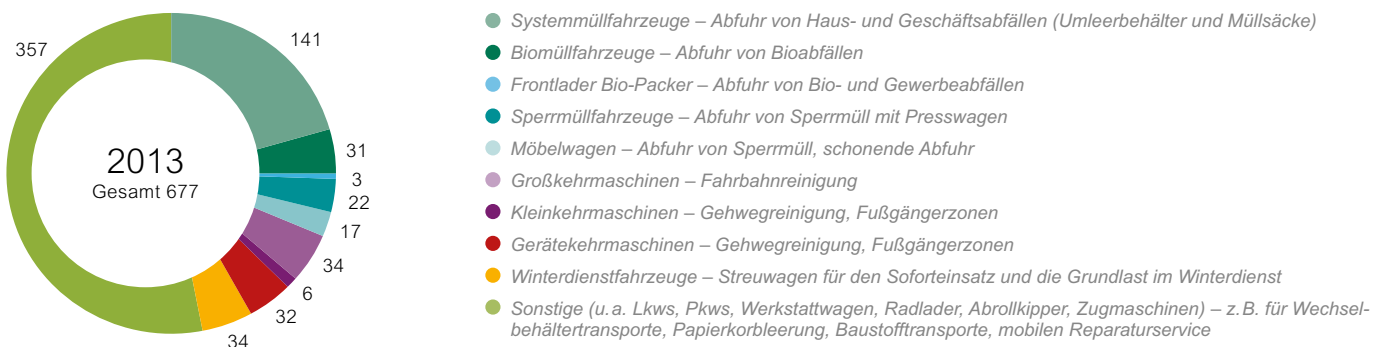 357
141
31
3
22
17
34
6
32
34
2013
Gesamt 677
Systemmüllfahrzeuge – Abfuhr von Haus- und Geschäftsabfällen (Umleerbehälter und Müllsäcke)
Biomüllfahrzeuge – Abfuhr von Bioabfällen
Frontlader Bio-Packer – Abfuhr von Bio- und Gewerbeabfällen
Sperrmüllfahrzeuge – Abfuhr von Sperrmüll mit Presswagen
Möbelwagen – Abfuhr von Sperrmüll, schonende Abfuhr
Großkehrmaschinen – Fahrbahnreinigung
Kleinkehrmaschinen – Gehwegreinigung, Fußgängerzonen
Gerätekehrmaschinen – Gehwegreinigung, Fußgängerzonen
Winterdienstfahrzeuge – Streuwagen für den Soforteinsatz und die Grundlast im Winterdienst
Sonstige (u. a. Lkws, Pkws, Werkstattwagen, Radlader, Abrollkipper, Zugmaschinen) – z. B. für Wechsel-
behältertransporte, Papierkorbleerung, Baustofftransporte, mobilen Reparaturservice